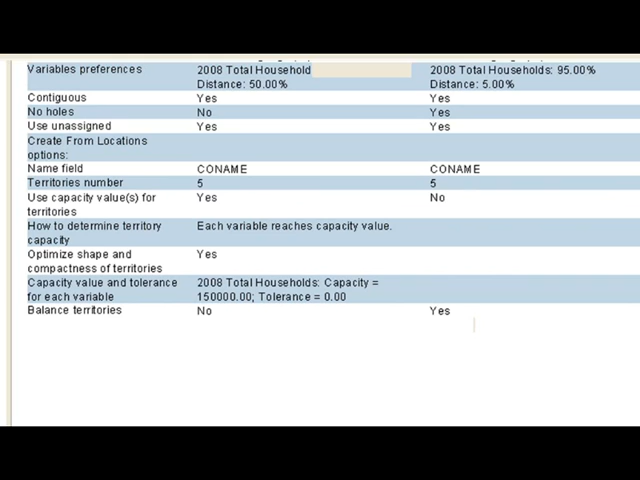 Variables preferences 2008 Total Household 2008 Total Households: 95.00%
Distance: 50.00% Distance: 5.00%
Contiguous Yes Yes
No holes No Yes
Use unassigned Yes Yes
Create From Locations
options:
Name field CONAME CONAME
Territories number 5 5
Use capacity value(s) for Yes No
territories
How to determine territory Each variable reaches capacity value.
capacity
Optimize shape and Yes
compactness of territories
Capacity value and tolerance 2008 Total Households: Capacity =
for each variable 150000.00; Tolerance = 0.00
Balance territories No Yes